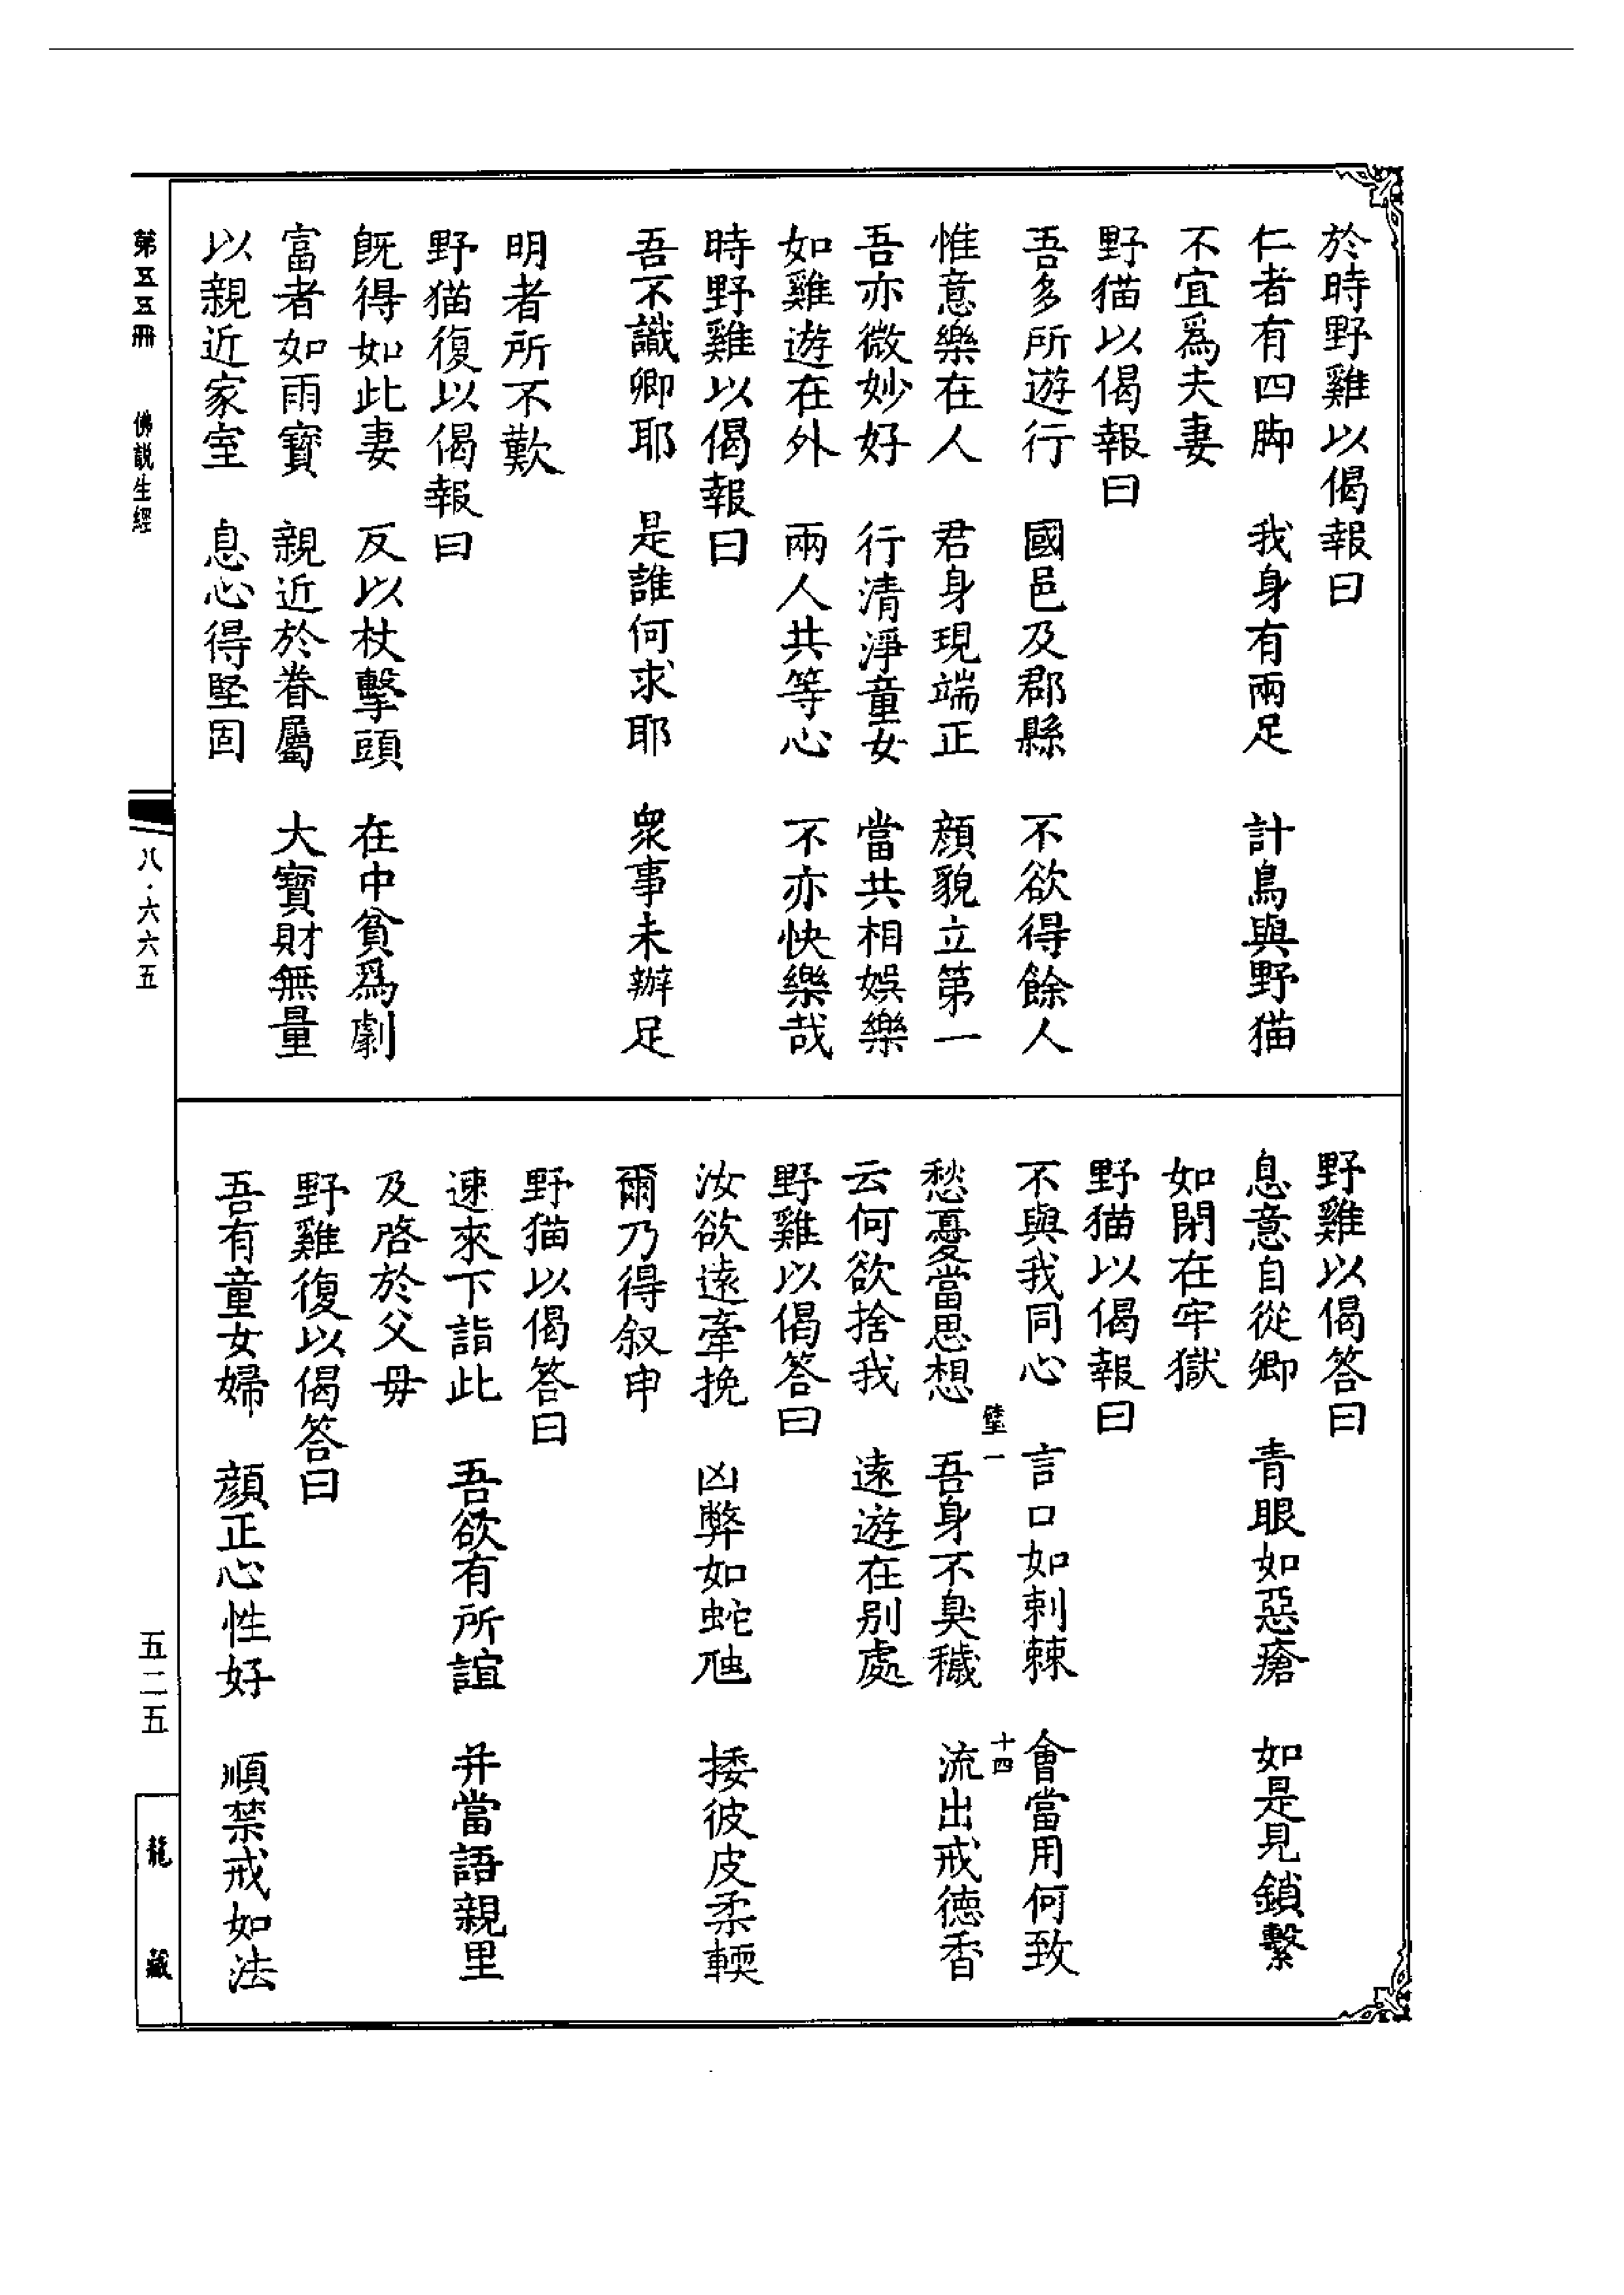 於時野雞以偈報曰
仁者有四脚　我身有兩足　計鳥與野猫
不宜爲夫妻
野猫以偈報曰
吾多所遊行　國邑及郡縣　不欲得餘人
惟意樂在人　君身現端正　顏貌立第一
吾亦微妙好　行清淨童女　當共相娛樂
如雞遊在外　兩人共等心　不亦快樂哉
時野雞以偈報曰
吾不識卿耶　是誰何求耶　衆事未辦足
明者所不歎
野猫復以偈報曰
旣得如此妻　反以杖擊頭　在中貧爲劇
富者如雨寶　親近於眷屬　大寶財無量
以親近家室　息心得堅固
野雞以偈答曰
息意自從卿　青眼如惡瘡　如是見鎖繫
如閉在牢獄
野猫以偈報曰
不與我同心　言口如刺棘　會當用何致
愁憂當思想　吾身不臭穢　流出戒德香
云何欲捨我　遠遊在别處
野雞以偈答曰
汝欲遠牽挽　凶弊如蛇虺　捼彼皮柔輭
爾乃得叙申
野猫以偈答曰
速來下詣此　吾欲有所誼　并當語親里
及啓於父母
野雞復以偈答曰
吾有童女婦　顏正心性好　順禁戒如法
一
十四
第五五冊　佛説生經
八·六六五
五二五
龍藏